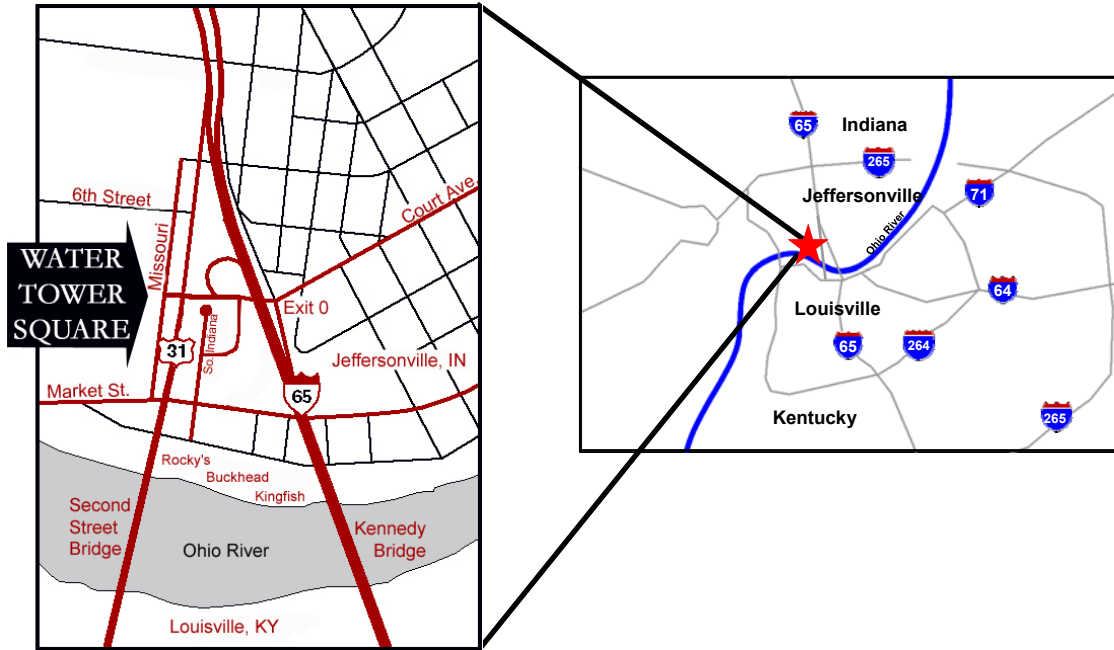 6th Street
Court Ave.
WATER
TOWER
SQUARE
Missouri
Exit 0
So. Indiana
31
Jeffersonville, IN
Market St.
65
Rocky's
Buckhead
Kingfish
Second
Street
Bridge
Ohio River
Kennedy
Bridge
Louisville, KY
65
Indiana
265
Jeffersonville
71
Ohio River
64
Louisville
65
264
Kentucky
265